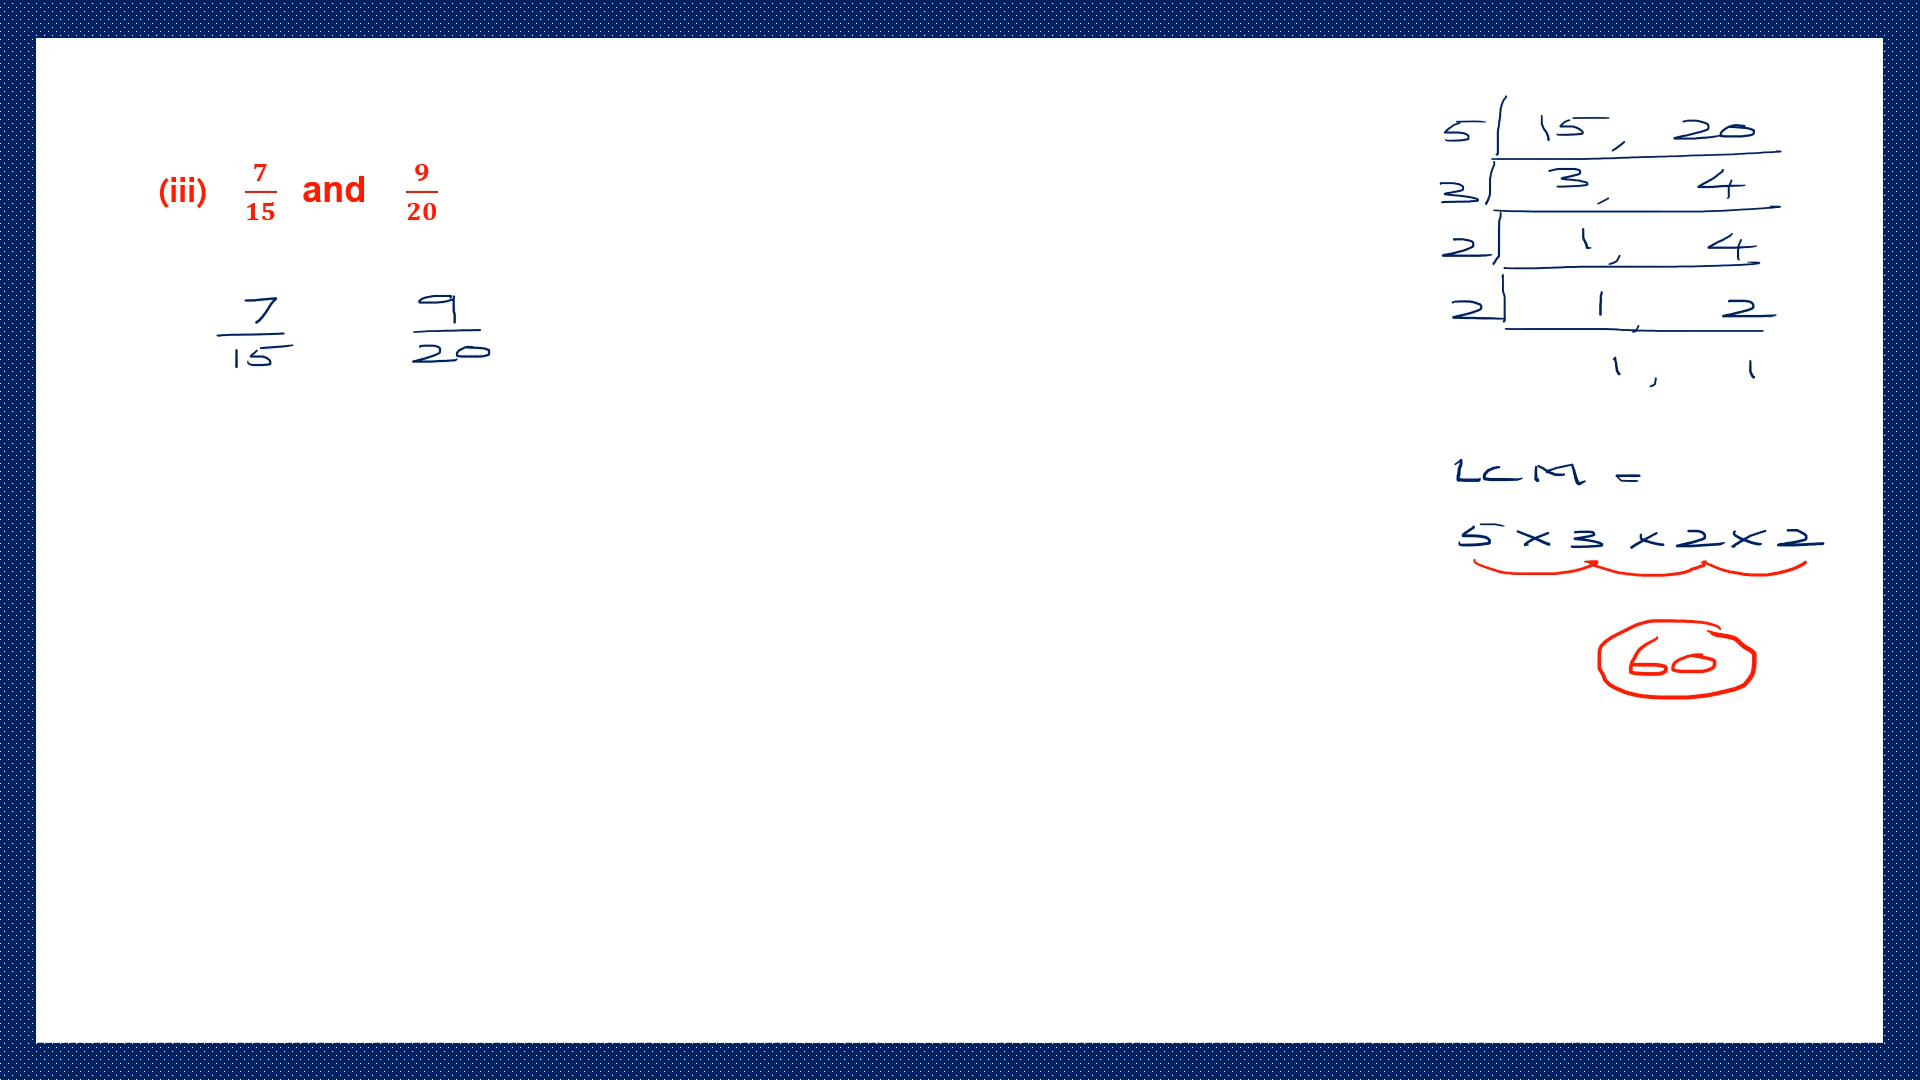 (iii) 7/15 and 9/20
7/15 9/20
5 | 15, 20
3 | 3, 4
2 | 1, 4
2 | 1, 2
1, 1
LCM =
5 × 3 × 2 × 2
60